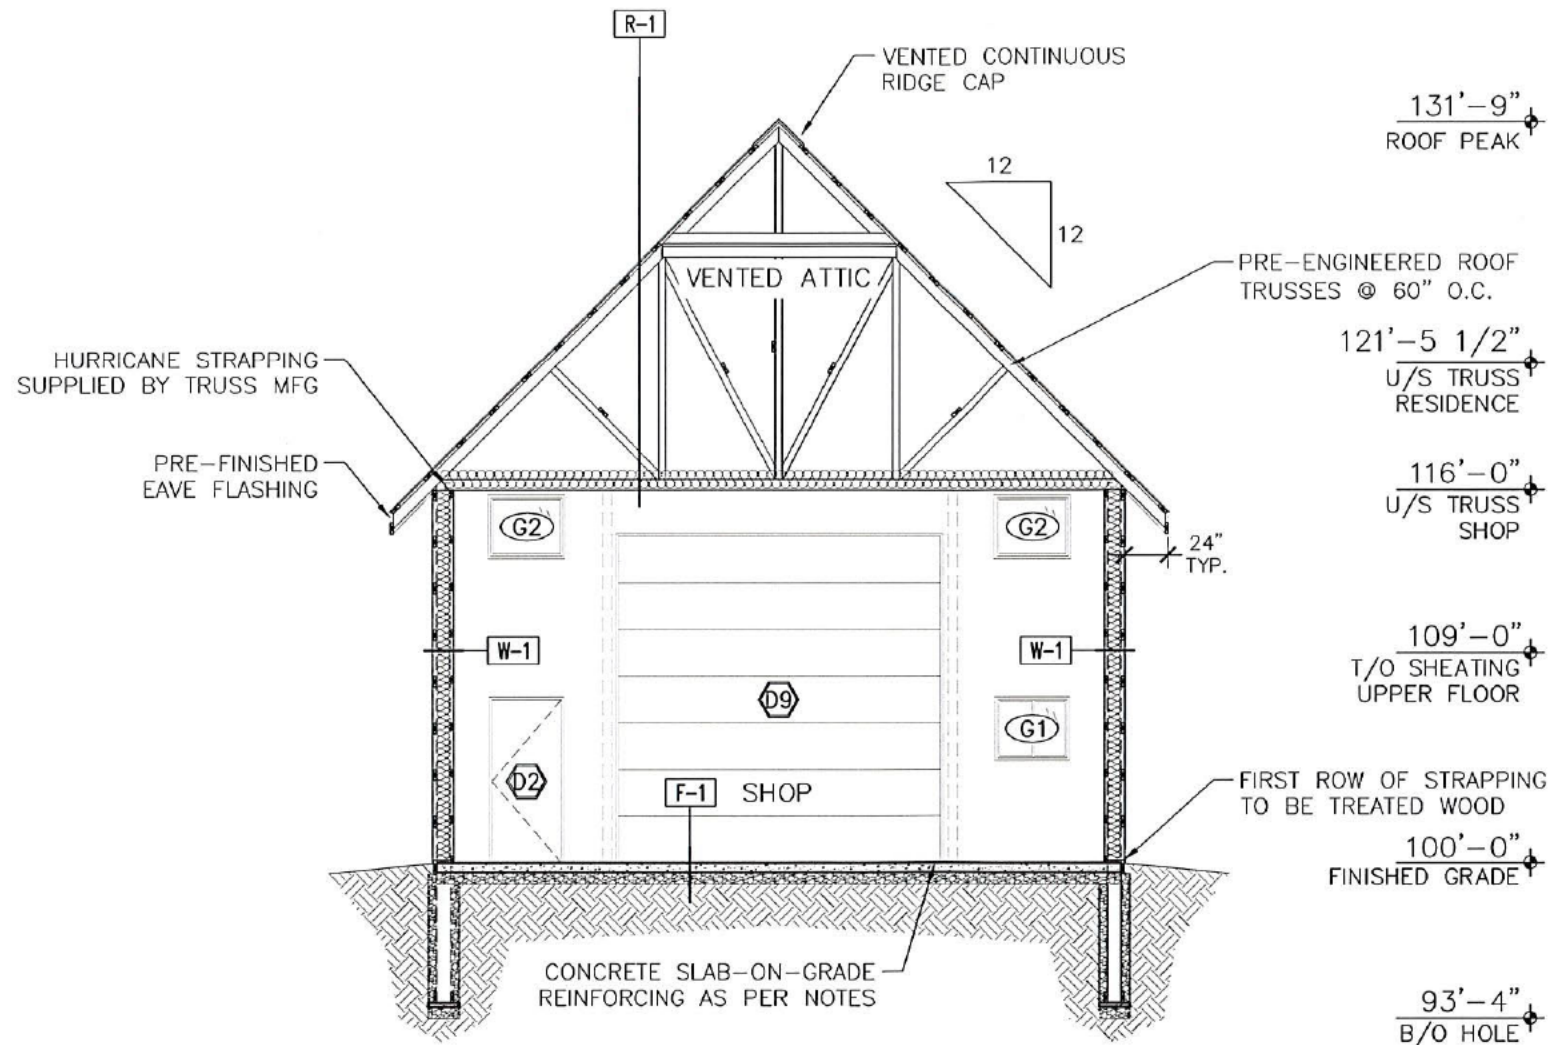 R-1
VENTED CONTINUOUS
RIDGE CAP
131'-9"
ROOF PEAK
12
12
VENTED ATTIC
PRE-ENGINEERED ROOF
TRUSSES @ 60" O.C.
121'-5 1/2"
U/S TRUSS
RESIDENCE
HURRICANE STRAPPING
SUPPLIED BY TRUSS MFG
PRE-FINISHED
EAVE FLASHING
116'-0"
U/S TRUSS
SHOP
G2
G2
24"
TYP.
W-1
W-1
109'-0"
T/O SHEATING
UPPER FLOOR
D9
G1
D2
F-1
SHOP
FIRST ROW OF STRAPPING
TO BE TREATED WOOD
100'-0"
FINISHED GRADE
CONCRETE SLAB-ON-GRADE
REINFORCING AS PER NOTES
93'-4"
B/O HOLE